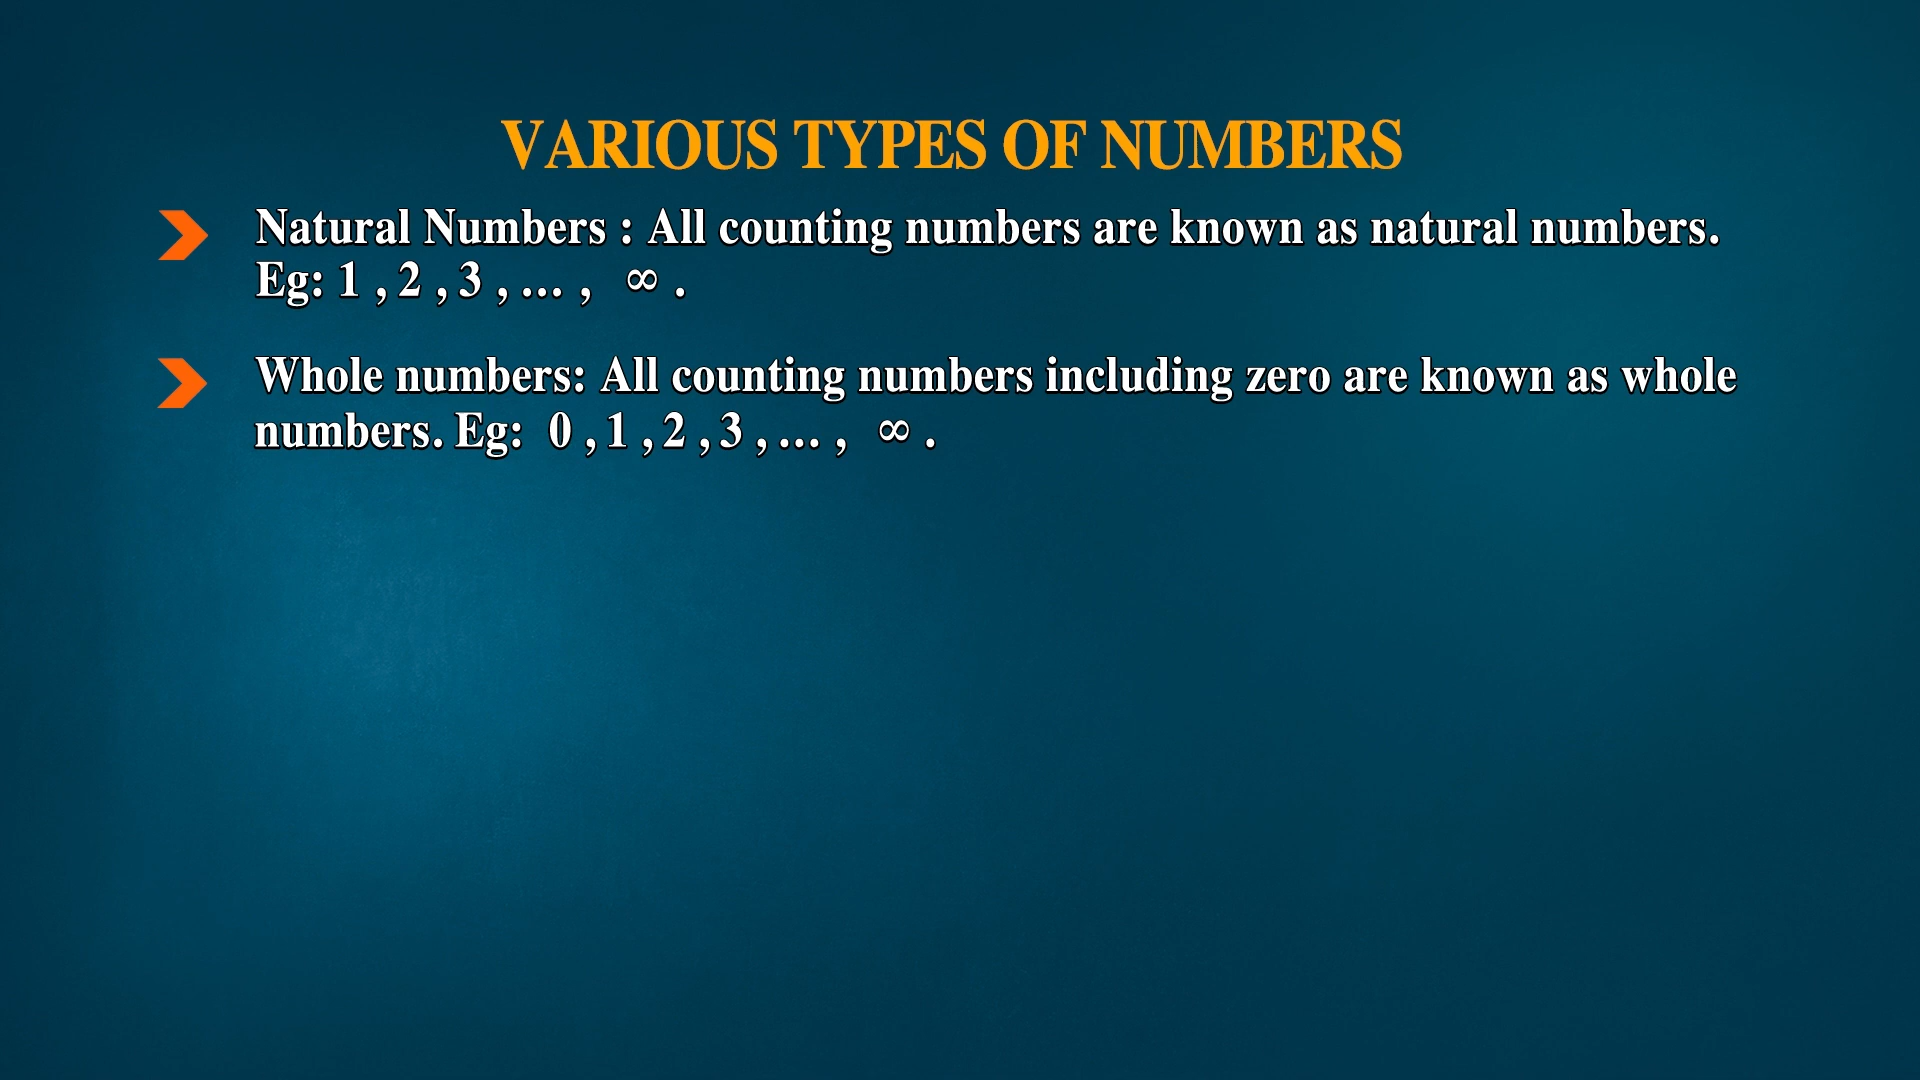 VARIOUS TYPES OF NUMBERS
Natural Numbers : All counting numbers are known as natural numbers.
Eg: 1 , 2 , 3 , … ,  ∞ .
Whole numbers: All counting numbers including zero are known as whole
numbers. Eg:  0 , 1 , 2 , 3 , … ,  ∞ .